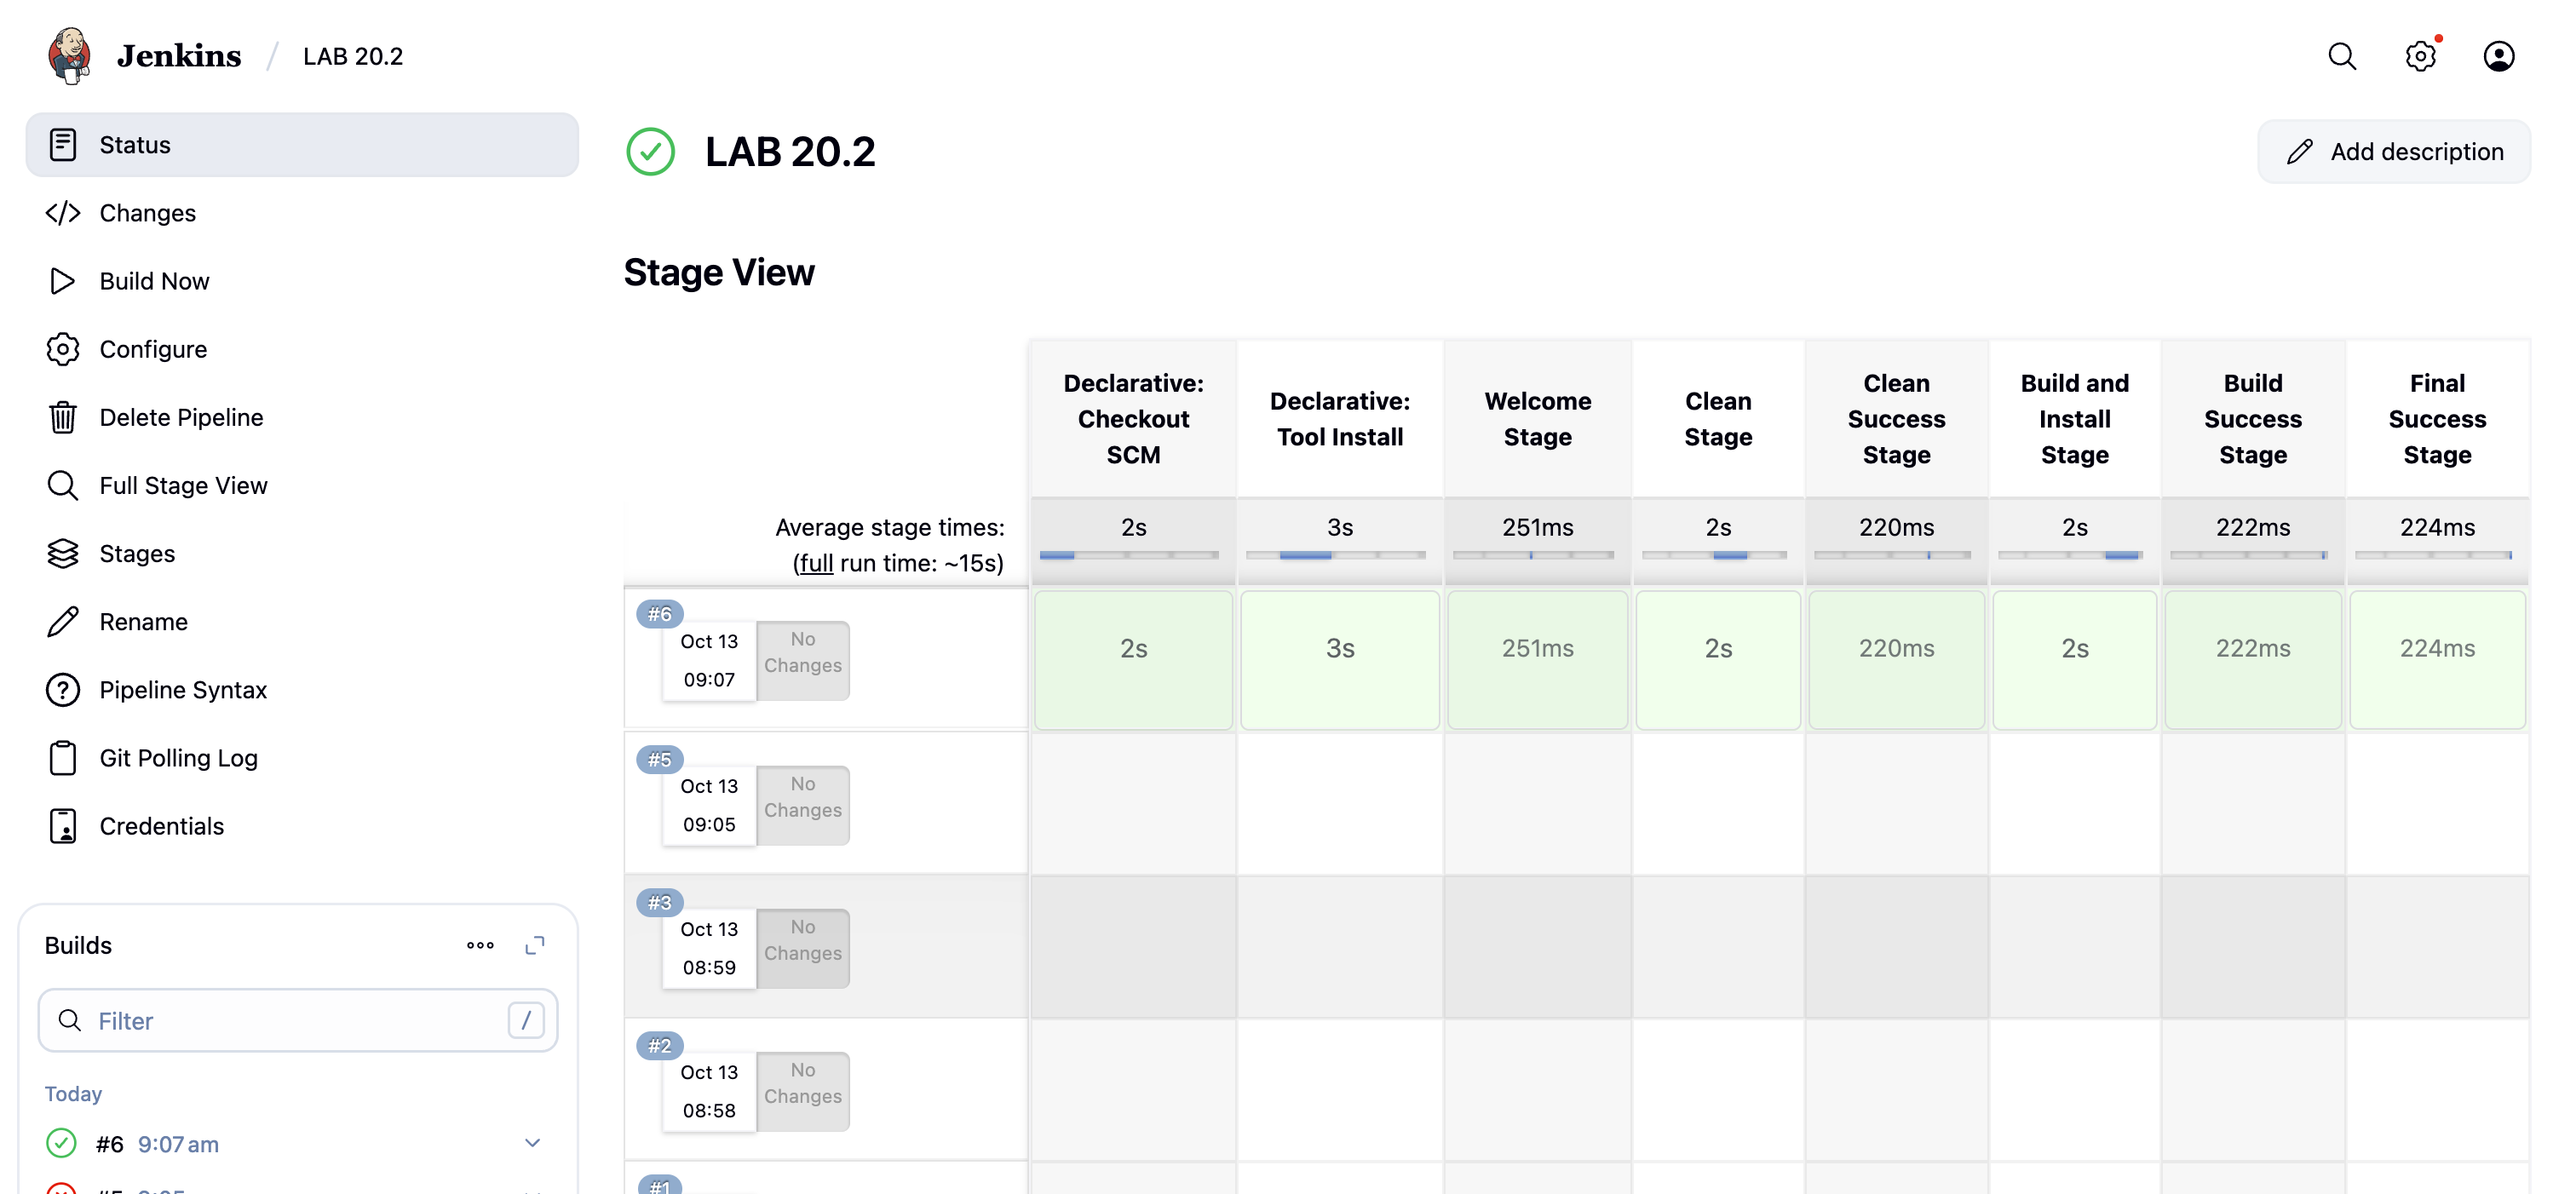 Jenkins / LAB 20.2
Status
Changes
Build Now
Configure
Delete Pipeline
Full Stage View
Stages
Rename
Pipeline Syntax
Git Polling Log
Credentials
Builds
Filter /
Today
#6 9:07 am
LAB 20.2
Add description
Stage View
Declarative:
Checkout
SCM
Declarative:
Tool Install
Welcome
Stage
Clean
Stage
Clean
Success
Stage
Build and
Install
Stage
Build
Success
Stage
Final
Success
Stage
Average stage times:
(full run time: ~15s)
2s
3s
251ms
2s
220ms
2s
222ms
224ms
#6
Oct 13
09:07
No
Changes
2s
3s
251ms
2s
220ms
2s
222ms
224ms
#5
Oct 13
09:05
No
Changes
#3
Oct 13
08:59
No
Changes
#2
Oct 13
08:58
No
Changes
#1